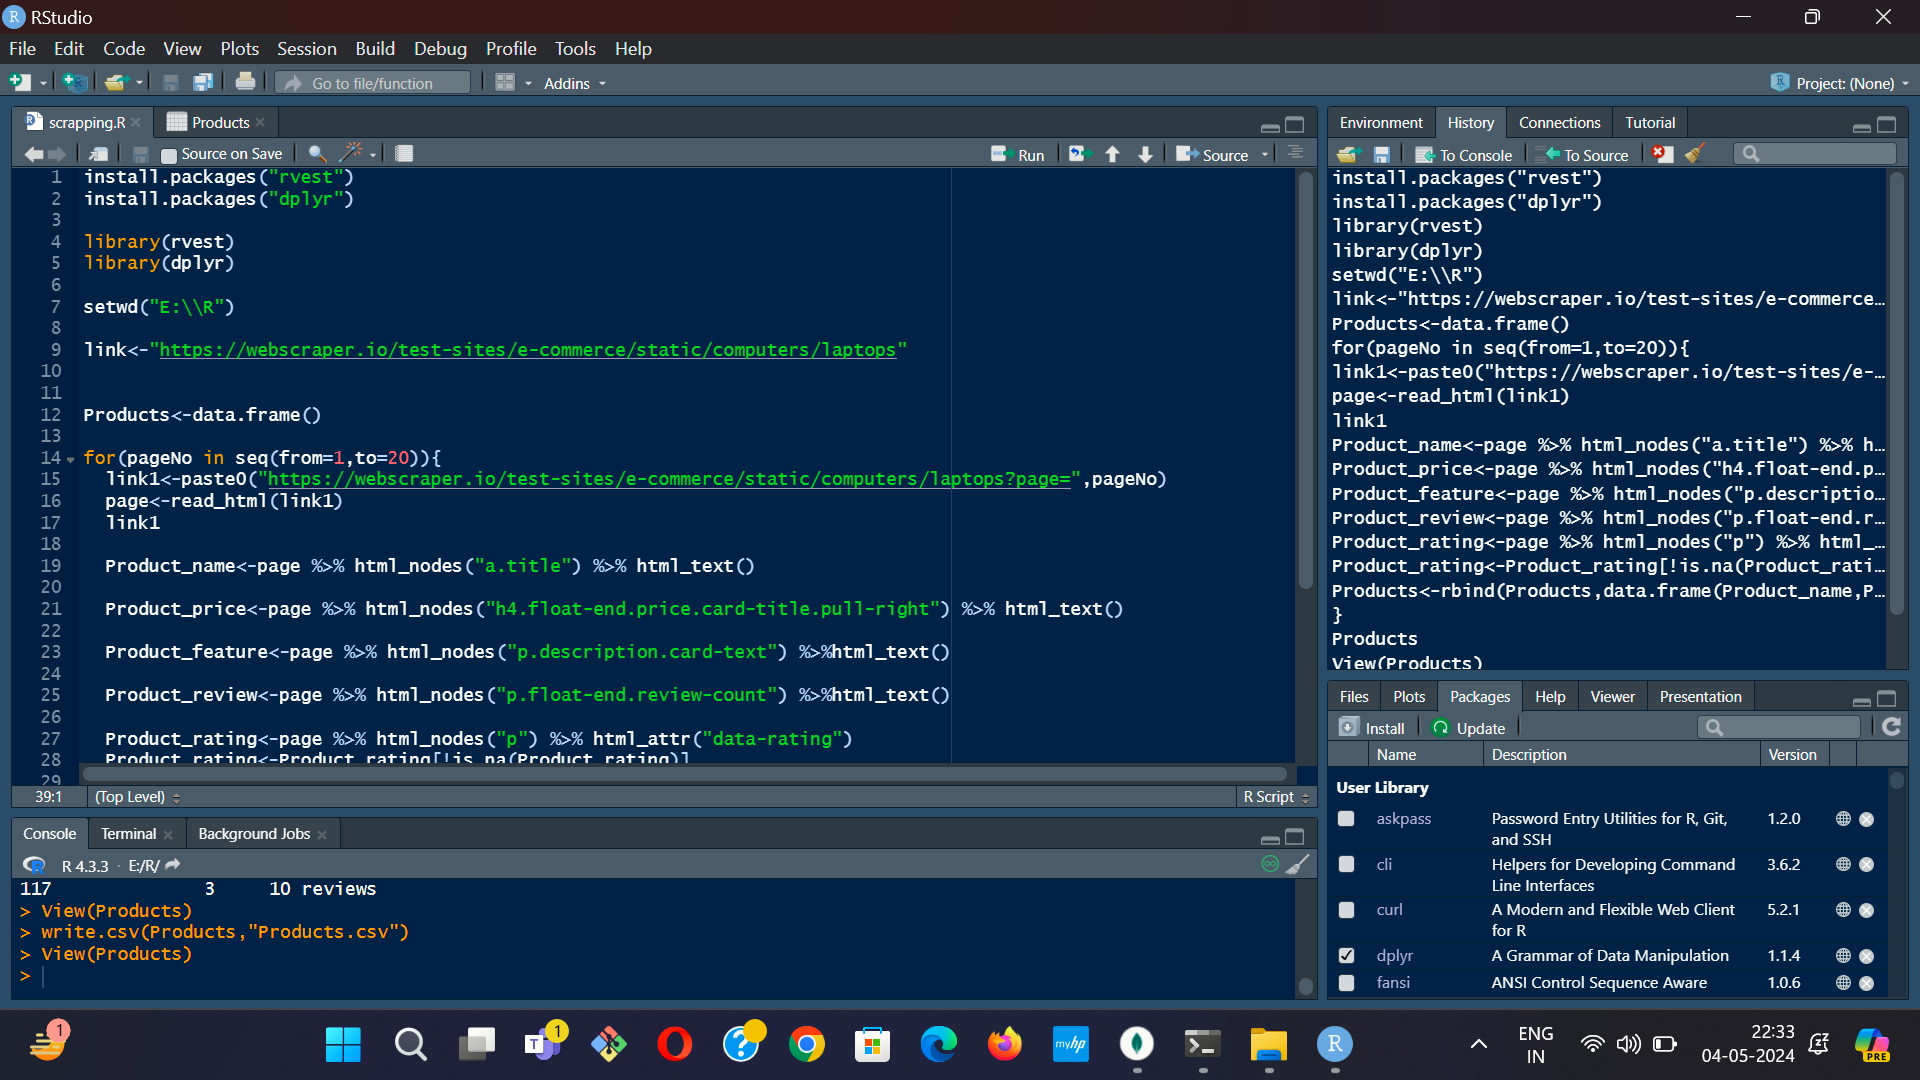 RStudio
File Edit Code View Plots Session Build Debug Profile Tools Help
Go to file/function Addins Project: (None)
scrapping.R Products
Source on Save Run Source
1 install.packages("rvest")
2 install.packages("dplyr")
3
4 library(rvest)
5 library(dplyr)
6
7 setwd("E:\\R")
8
9 link<-"https://webscraper.io/test-sites/e-commerce/static/computers/laptops"
10
11
12 Products<-data.frame()
13
14 for(pageNo in seq(from=1,to=20)){
15 link1<-paste0("https://webscraper.io/test-sites/e-commerce/static/computers/laptops?page=",pageNo)
16 page<-read_html(link1)
17 link1
18
19 Product_name<-page %>% html_nodes("a.title") %>% html_text()
20
21 Product_price<-page %>% html_nodes("h4.float-end.price.card-title.pull-right") %>% html_text()
22
23 Product_feature<-page %>% html_nodes("p.description.card-text") %>%html_text()
24
25 Product_review<-page %>% html_nodes("p.float-end.review-count") %>%html_text()
26
27 Product_rating<-page %>% html_nodes("p") %>% html_attr("data-rating")
28 Product_rating<-Product_rating[!is.na(Product_rating)]
29
39:1 (Top Level) R Script
Console Terminal Background Jobs
R 4.3.3 · E:/R/
117 3 10 reviews
> View(Products)
> write.csv(Products,"Products.csv")
> View(Products)
>
Environment History Connections Tutorial
To Console To Source
install.packages("rvest")
install.packages("dplyr")
library(rvest)
library(dplyr)
setwd("E:\\R")
link<-"https://webscraper.io/test-sites/e-commerce…
Products<-data.frame()
for(pageNo in seq(from=1,to=20)){
link1<-paste0("https://webscraper.io/test-sites/e-…
page<-read_html(link1)
link1
Product_name<-page %>% html_nodes("a.title") %>% h…
Product_price<-page %>% html_nodes("h4.float-end.p…
Product_feature<-page %>% html_nodes("p.descriptio…
Product_review<-page %>% html_nodes("p.float-end.r…
Product_rating<-page %>% html_nodes("p") %>% html_…
Product_rating<-Product_rating[!is.na(Product_rati…
Products<-rbind(Products,data.frame(Product_name,P…
}
Products
View(Products)
Files Plots Packages Help Viewer Presentation
Install Update
Name Description Version
User Library
askpass Password Entry Utilities for R, Git, and SSH 1.2.0
cli Helpers for Developing Command Line Interfaces 3.6.2
curl A Modern and Flexible Web Client for R 5.2.1
dplyr A Grammar of Data Manipulation 1.1.4
fansi ANSI Control Sequence Aware 1.0.6
1 T 1 ? myhp R ENG IN 22:33 04-05-2024 PRE